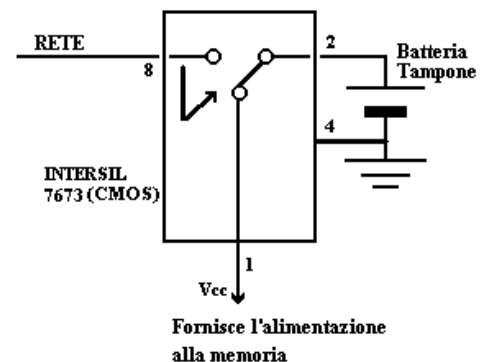 RETE
8
2
Batteria
Tampone
4
INTERSIL
7673 (CMOS)
1
Vcc
Fornisce l'alimentazione
alla memoria